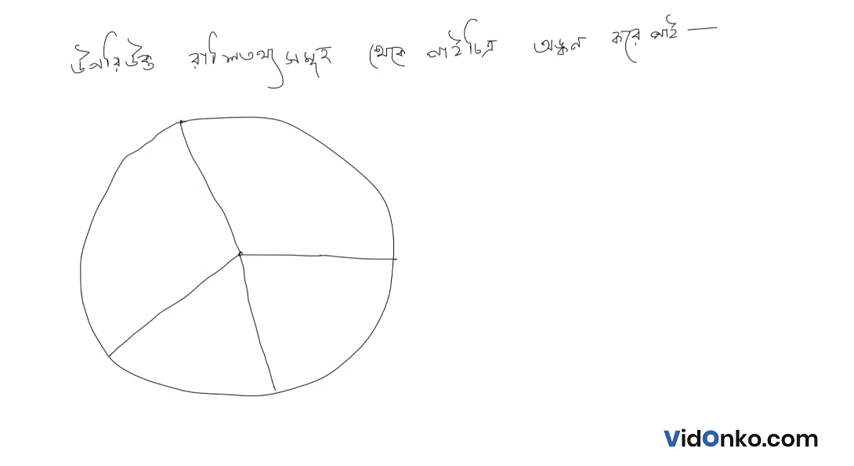 উপরিউক্ত রাশিতথ্যসমূহ থেকে পাইচিত্র অঙ্কন করে পাই —
VidOnko.com